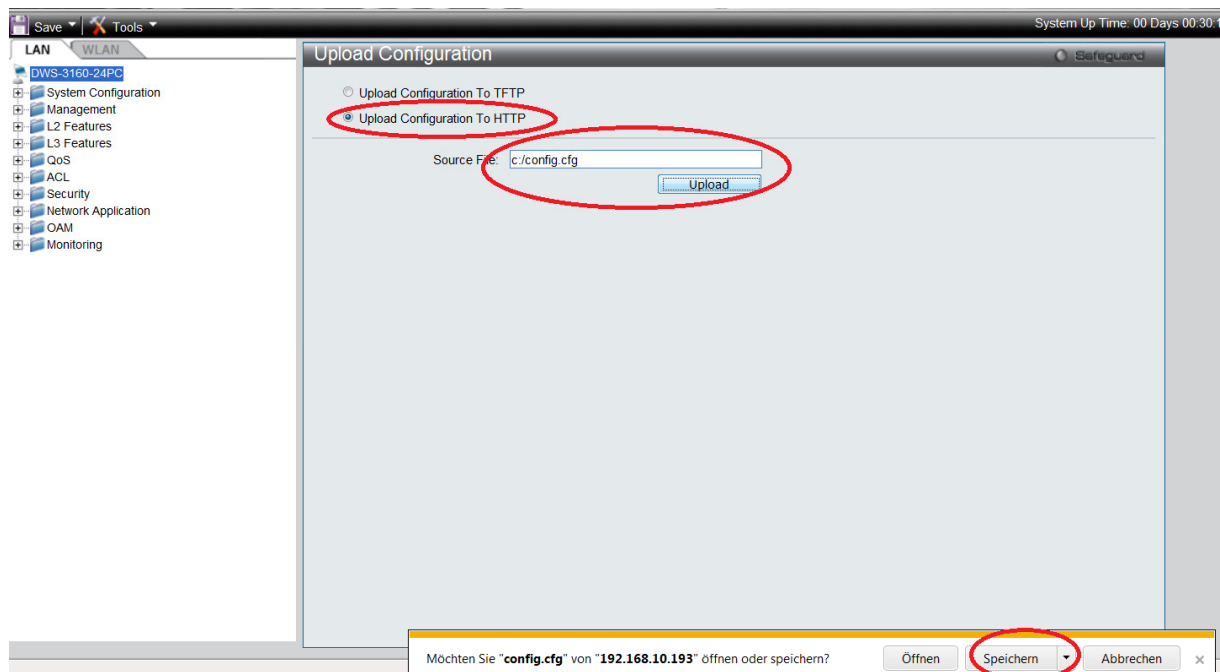 Save Tools System Up Time: 00 Days 00:30:1
LAN WLAN
DWS-3160-24PC
System Configuration
Management
L2 Features
L3 Features
QoS
ACL
Security
Network Application
OAM
Monitoring
Upload Configuration Safeguard
Upload Configuration To TFTP
Upload Configuration To HTTP
Source File: c:/config.cfg
Upload
Möchten Sie "config.cfg" von "192.168.10.193" öffnen oder speichern? Öffnen Speichern Abbrechen